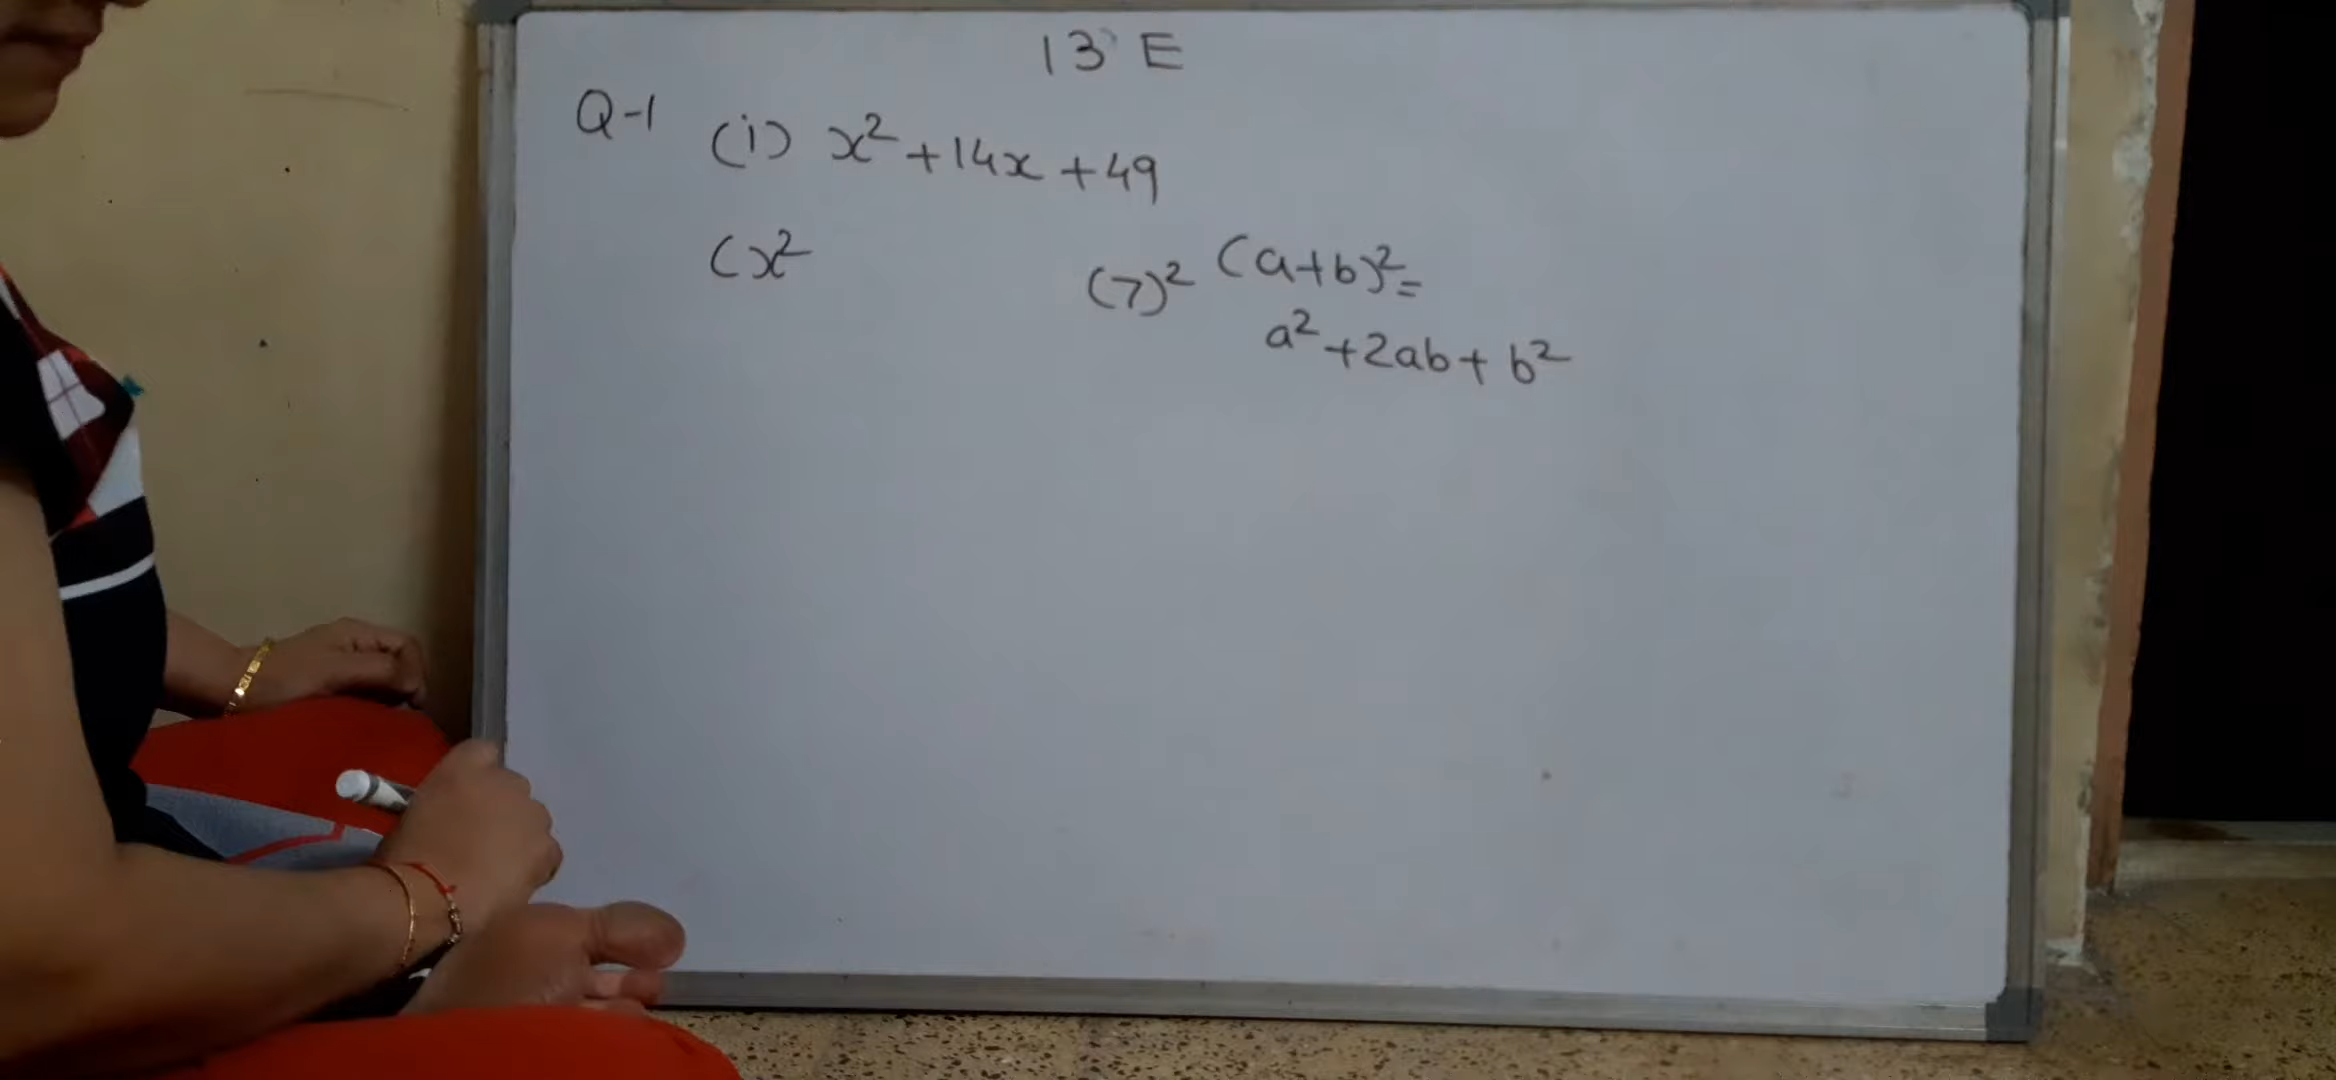 13 E
Q-1 (i) x² + 14x + 49
(x² (7)² (a+b)² =
a² + 2ab + b²